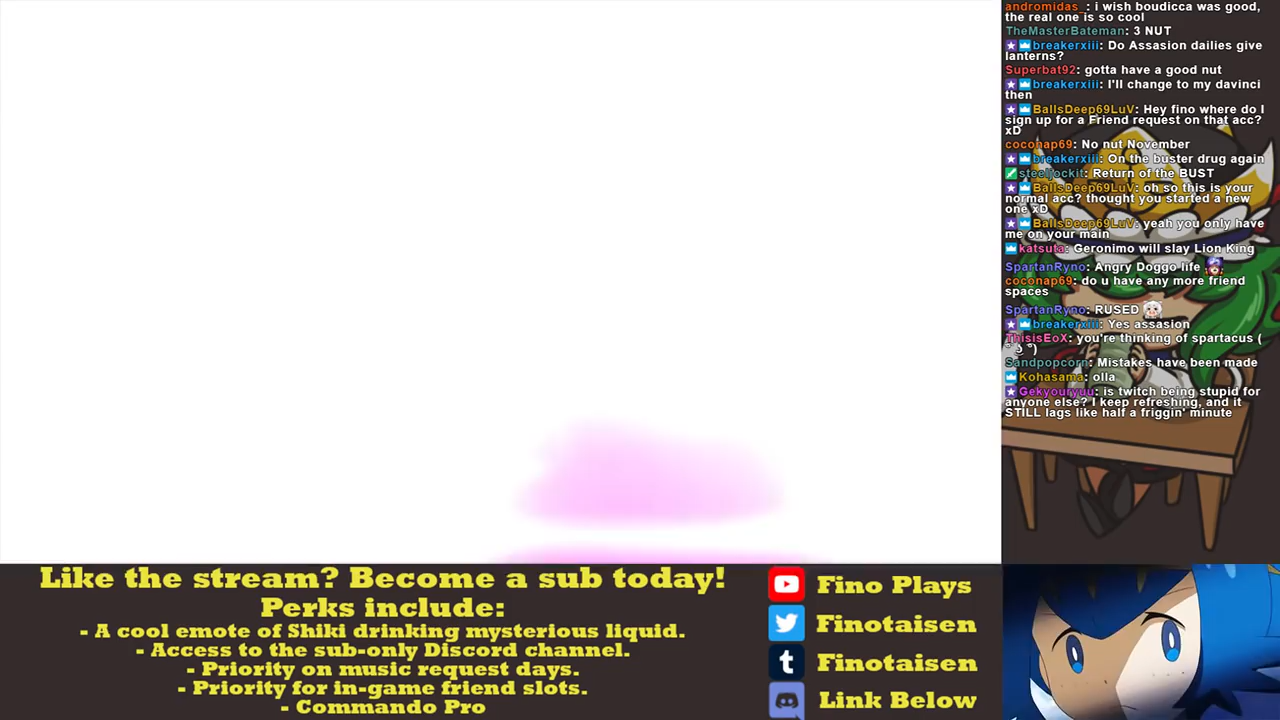 andromidas_: i wish boudicca was good,
the real one is so cool
TheMasterBateman: 3 NUT
breakerxiii: Do Assasion dailies give
lanterns?
Superbat92: gotta have a good nut
breakerxiii: I'll change to my davinci
then
BallsDeep69LuV: Hey fino where do I
sign up for a Friend request on that acc?
xD
coconap69: No nut November
breakerxiii: On the buster drug again
steeljockit: Return of the BUST
BallsDeep69LuV: oh so this is your
normal acc? thought you started a new
one xD
BallsDeep69LuV: yeah you only have
me on your main
katsuta: Geronimo will slay Lion King
SpartanRyno: Angry Doggo life
coconap69: do u have any more friend
spaces
SpartanRyno: RUSED
breakerxiii: Yes assasion
ThisisEoX: you're thinking of spartacus (
Sandpopcorn: Mistakes have been made
Kohasama: olla
Gekyouryuu: is twitch being stupid for
anyone else? I keep refreshing, and it
STILL lags like half a friggin' minute
Like the stream? Become a sub today!
Perks include:
- A cool emote of Shiki drinking mysterious liquid.
- Access to the sub-only Discord channel.
- Priority on music request days.
- Priority for in-game friend slots.
- Commando Pro
Fino Plays
Finotaisen
Finotaisen
Link Below